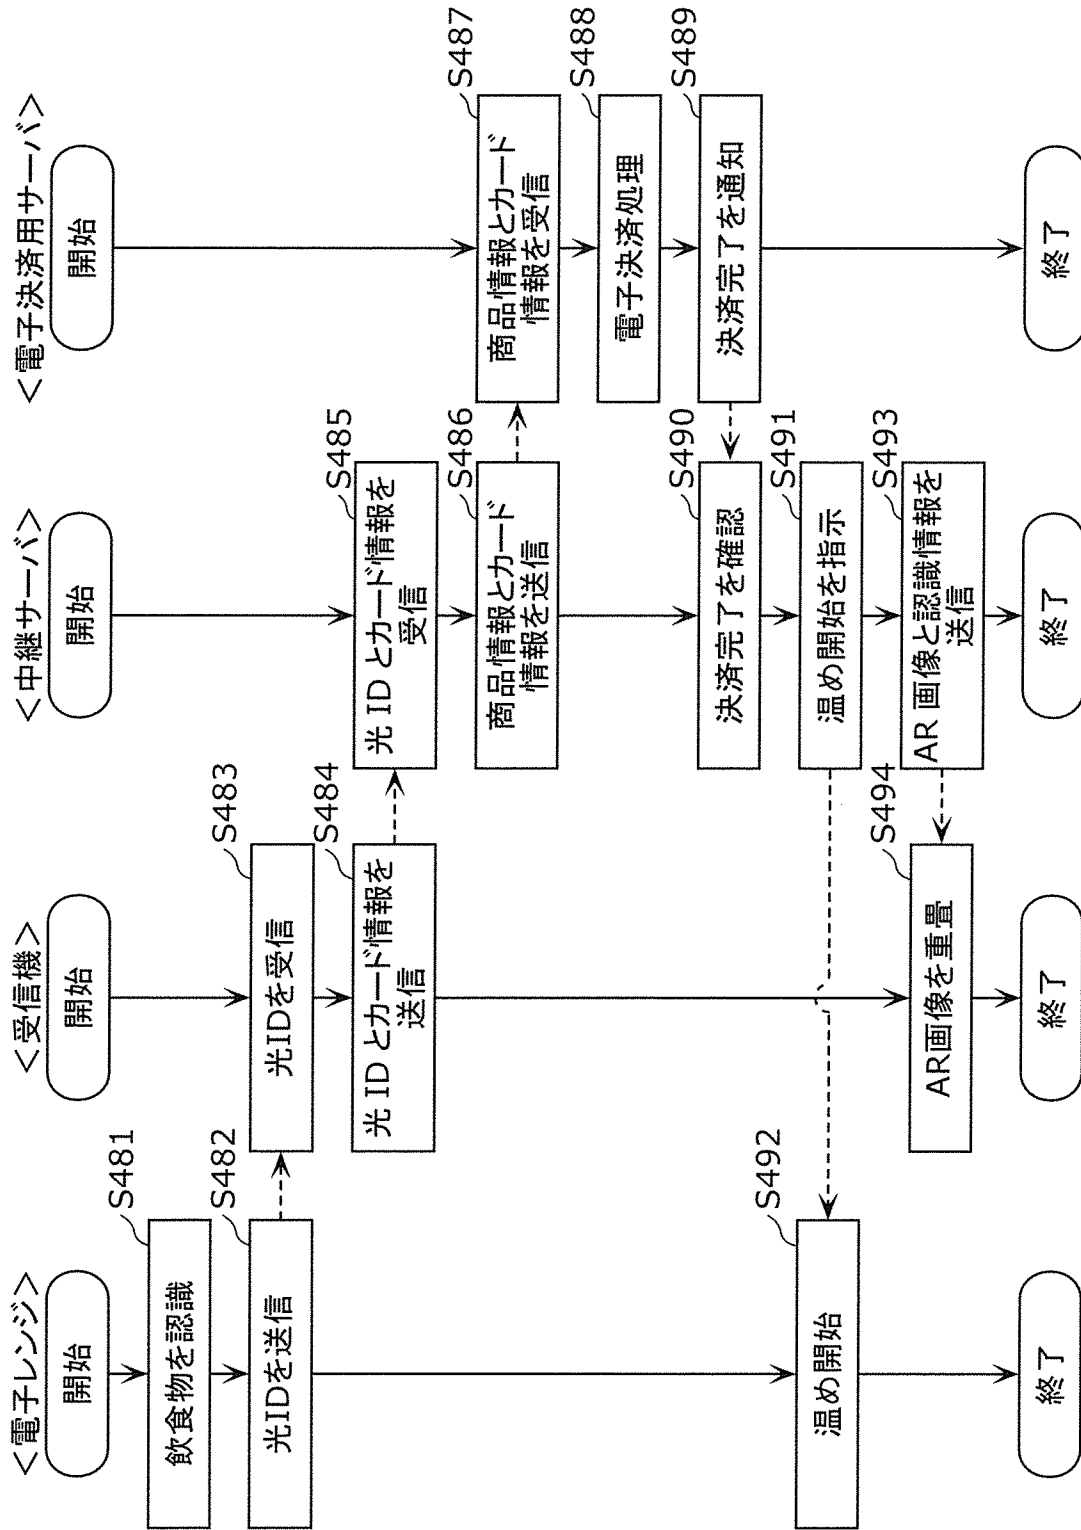 <電子レンジ>
開始
S481
飲食物を認識
S482
光IDを送信
S492
温め開始
終了
<受信機>
開始
S483
光IDを受信
S484
光 ID とカード情報を
送信
S494
AR画像を重畳
終了
<中継サーバ>
開始
S485
光 ID とカード情報を
受信
S486
商品情報とカード
情報を送信
S490
決済完了を確認
S491
温め開始を指示
S493
AR 画像と認識情報を
送信
終了
<電子決済用サーバ>
開始
S487
商品情報とカード
情報を受信
S488
電子決済処理
S489
決済完了を通知
終了